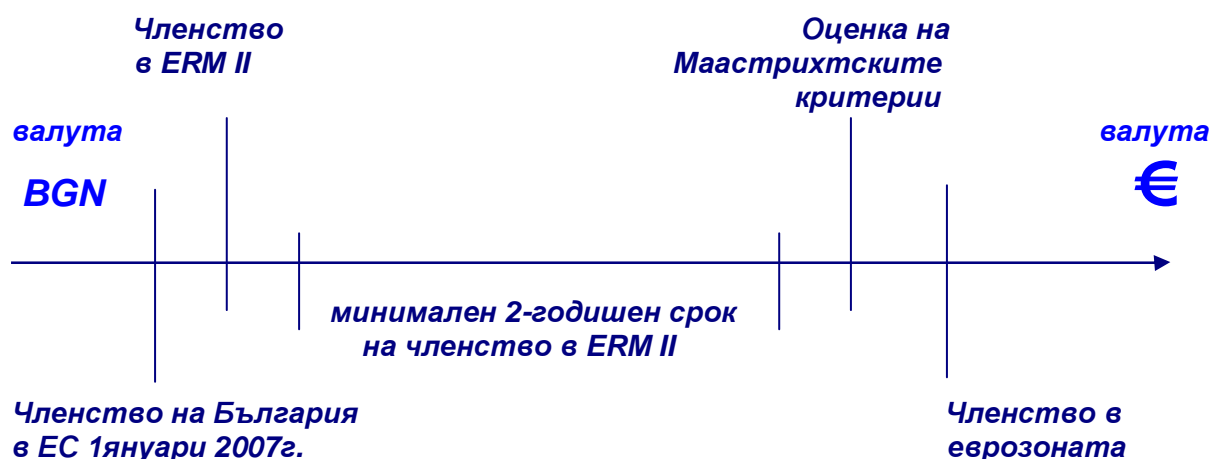 Членство
в ERM II
Оценка на
Маастрихтските
критерии
валута
BGN
валута
€
минимален 2-годишен срок
на членство в ERM II
Членство на България
в ЕС 1януари 2007г.
Членство в
еврозоната